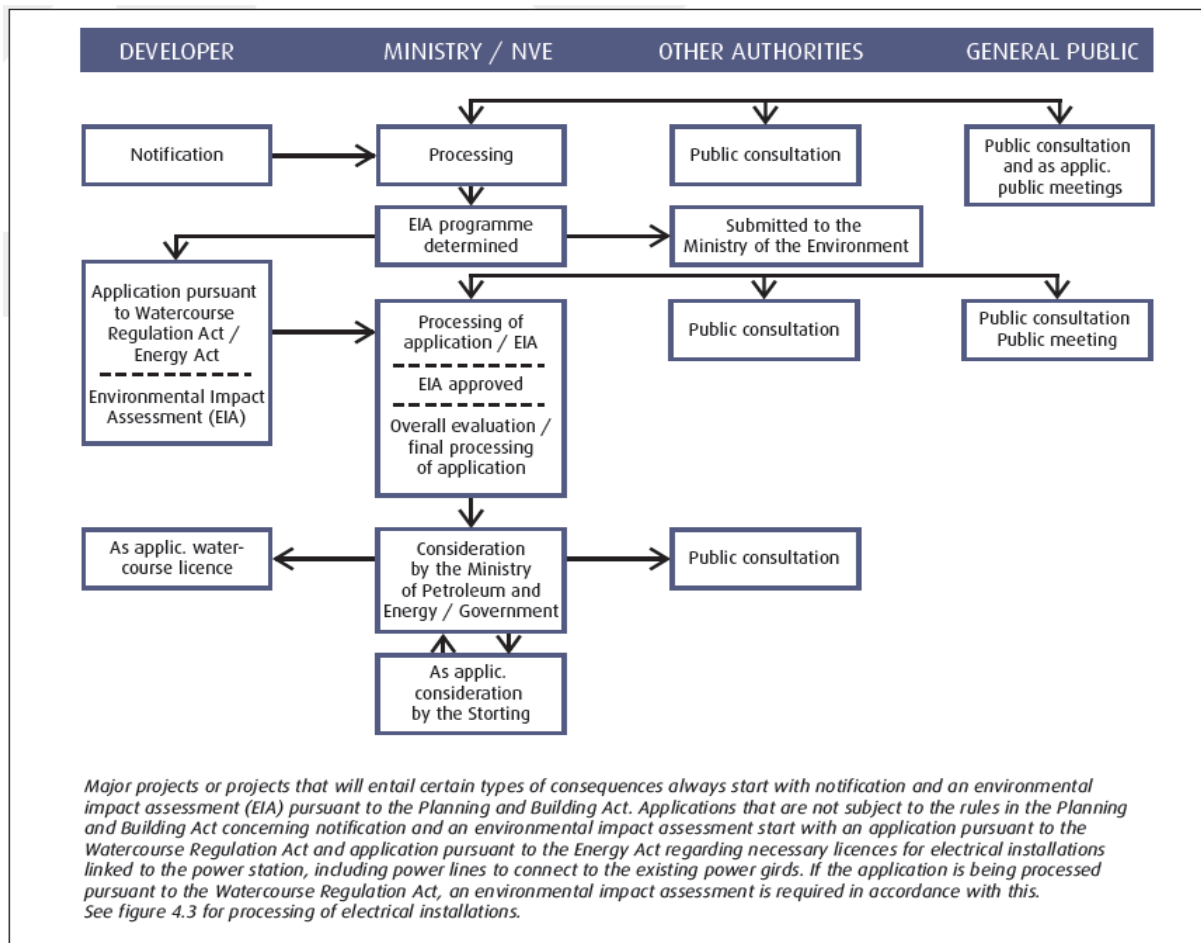 DEVELOPER
MINISTRY / NVE
OTHER AUTHORITIES
GENERAL PUBLIC
Notification
Processing
Public consultation
Public consultation
and as applic.
public meetings
EIA programme
determined
Submitted to the
Ministry of the Environment
Application pursuant
to Watercourse
Regulation Act /
Energy Act
Environmental Impact
Assessment (EIA)
Processing of
application / EIA
EIA approved
Overall evaluation /
final processing
of application
Public consultation
Public consultation
Public meeting
As applic. water-
course licence
Consideration
by the Ministry
of Petroleum and
Energy / Government
Public consultation
As applic.
consideration
by the Storting
Major projects or projects that will entail certain types of consequences always start with notification and an environmental
impact assessment (EIA) pursuant to the Planning and Building Act. Applications that are not subject to the rules in the Planning
and Building Act concerning notification and an environmental impact assessment start with an application pursuant to the
Watercourse Regulation Act and application pursuant to the Energy Act regarding necessary licences for electrical installations
linked to the power station, including power lines to connect to the existing power girds. If the application is being processed
pursuant to the Watercourse Regulation Act, an environmental impact assessment is required in accordance with this.
See figure 4.3 for processing of electrical installations.